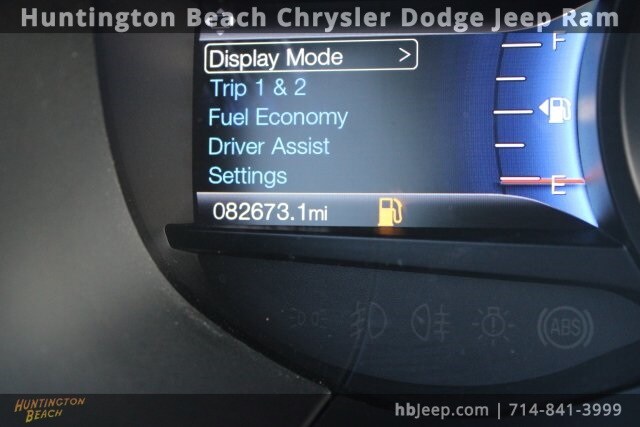 Huntington Beach Chrysler Dodge Jeep Ram
Display Mode >
Trip 1 & 2
Fuel Economy
Driver Assist
Settings
082673.1mi
F
E
ABS
HUNTINGTON
BEACH
hbjeep.com | 714-841-3999